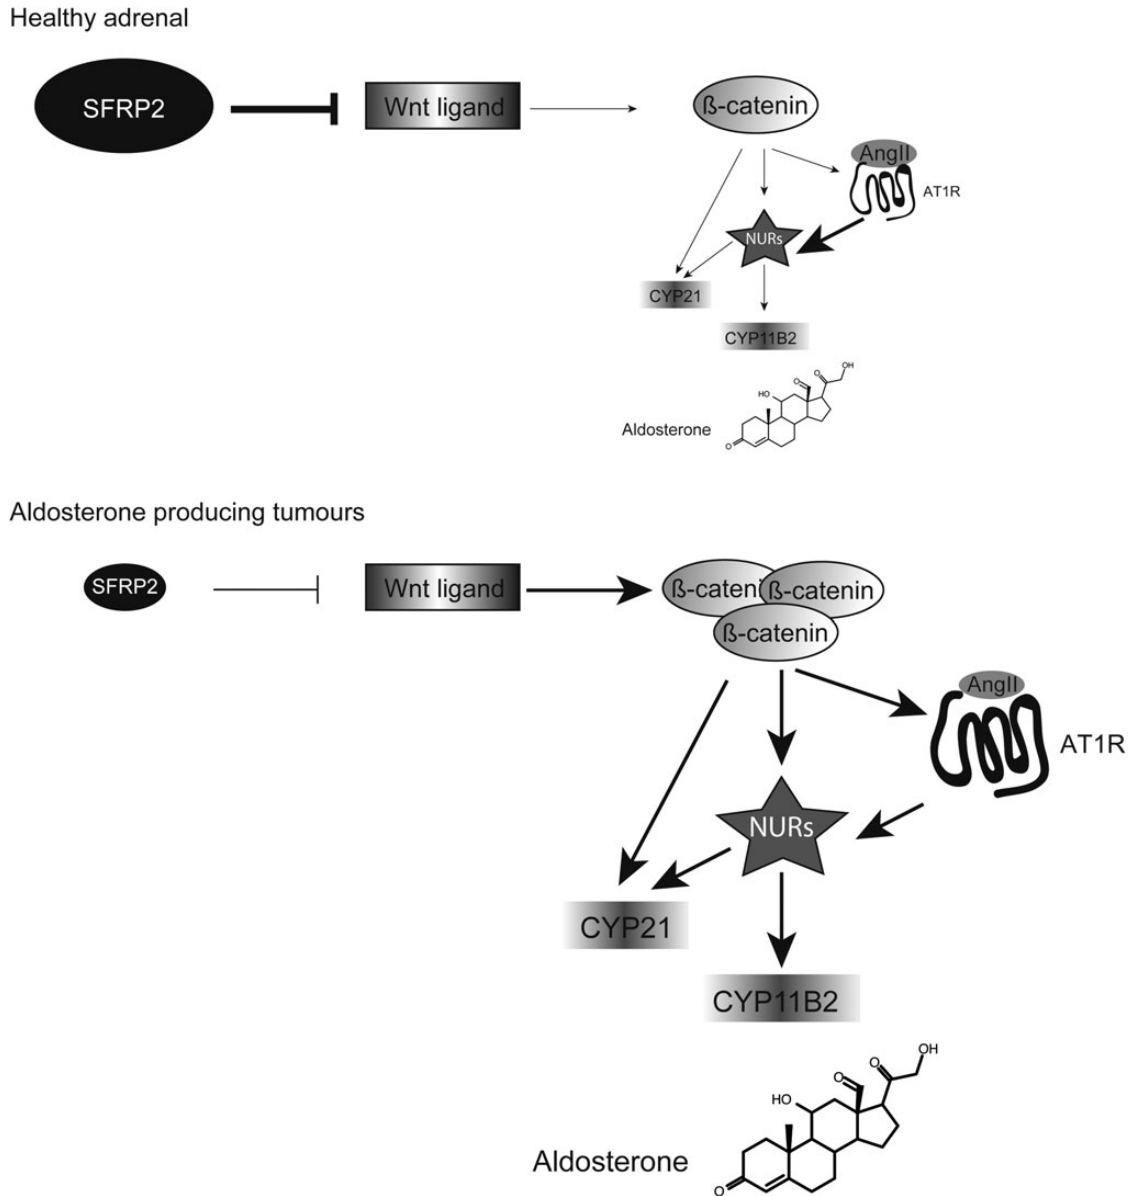 Healthy adrenal
SFRP2
Wnt ligand
ß-catenin
AngII
AT1R
NURs
CYP21
CYP11B2
OH
O
O
HO
Aldosterone
O
Aldosterone producing tumours
SFRP2
Wnt ligand
ß-cateni
ß-catenin
ß-catenin
AngII
AT1R
NURs
CYP21
CYP11B2
OH
O
O
HO
Aldosterone
O